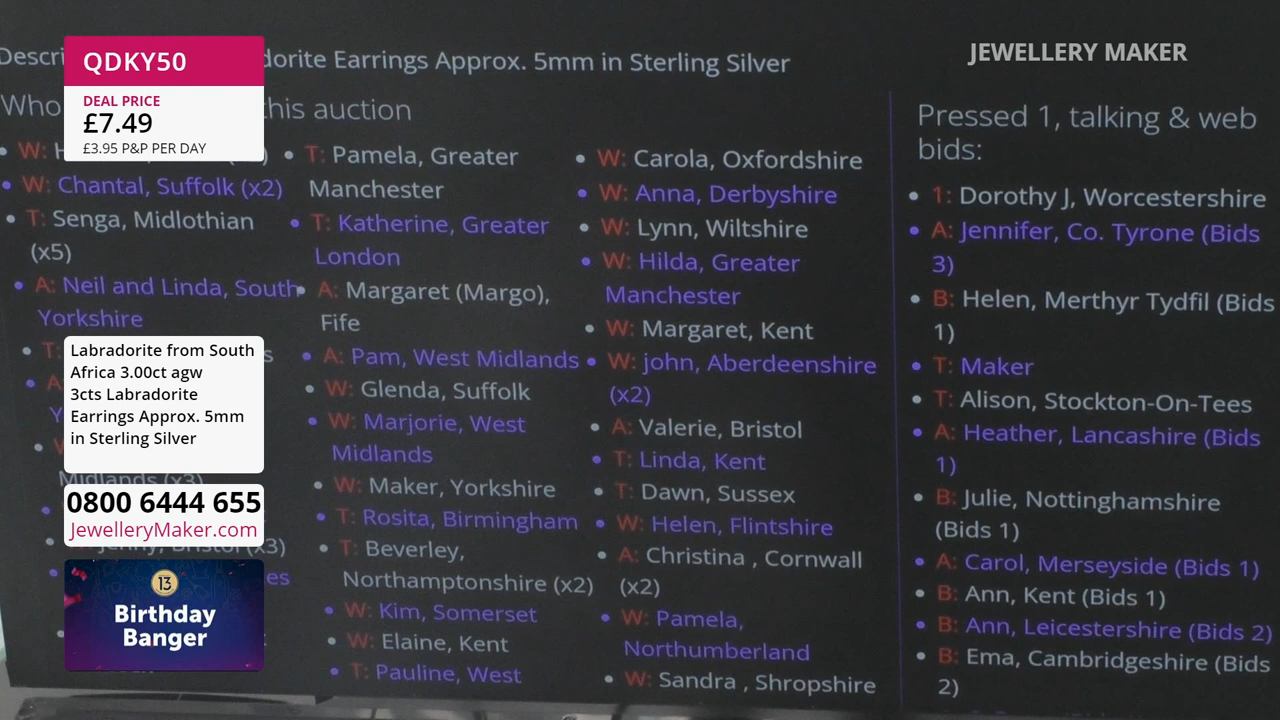 QDKY50
DEAL PRICE
£7.49
£3.95 P&P PER DAY
Labradorite from South
Africa 3.00ct agw
3cts Labradorite
Earrings Approx. 5mm
in Sterling Silver
0800 6444 655
JewelleryMaker.com
13
Birthday
Banger
JEWELLERY MAKER
Earrings Approx. 5mm in Sterling Silver
Who this auction
W:
W: Chantal, Suffolk (x2)
T: Senga, Midlothian
(x5)
A: Neil and Linda, South
Yorkshire
Midlands (x3)
Jenny, Bristol (x3)
T: Pamela, Greater
Manchester
T: Katherine, Greater
London
A: Margaret (Margo),
Fife
A: Pam, West Midlands
W: Glenda, Suffolk
W: Marjorie, West
Midlands
W: Maker, Yorkshire
T: Rosita, Birmingham
T: Beverley,
Northamptonshire (x2)
W: Kim, Somerset
W: Elaine, Kent
T: Pauline, West
W: Carola, Oxfordshire
W: Anna, Derbyshire
W: Lynn, Wiltshire
W: Hilda, Greater
Manchester
W: Margaret, Kent
W: john, Aberdeenshire
(x2)
A: Valerie, Bristol
T: Linda, Kent
T: Dawn, Sussex
W: Helen, Flintshire
A: Christina , Cornwall
(x2)
W: Pamela,
Northumberland
W: Sandra , Shropshire
Pressed 1, talking & web
bids:
1: Dorothy J, Worcestershire
A: Jennifer, Co. Tyrone (Bids
3)
B: Helen, Merthyr Tydfil (Bids
1)
T: Maker
T: Alison, Stockton-On-Tees
A: Heather, Lancashire (Bids
1)
B: Julie, Nottinghamshire
(Bids 1)
A: Carol, Merseyside (Bids 1)
B: Ann, Kent (Bids 1)
B: Ann, Leicestershire (Bids 2)
B: Ema, Cambridgeshire (Bids
2)